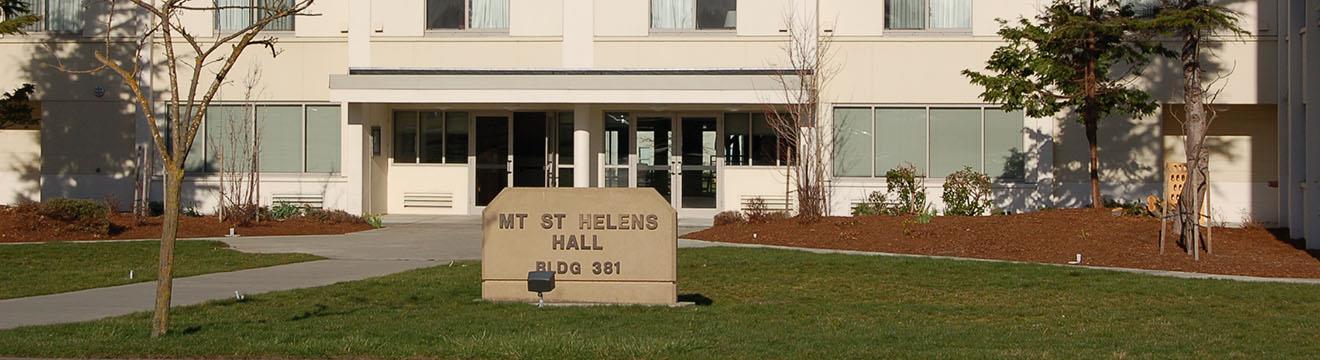 MT ST HELENS
HALL
BLDG 381